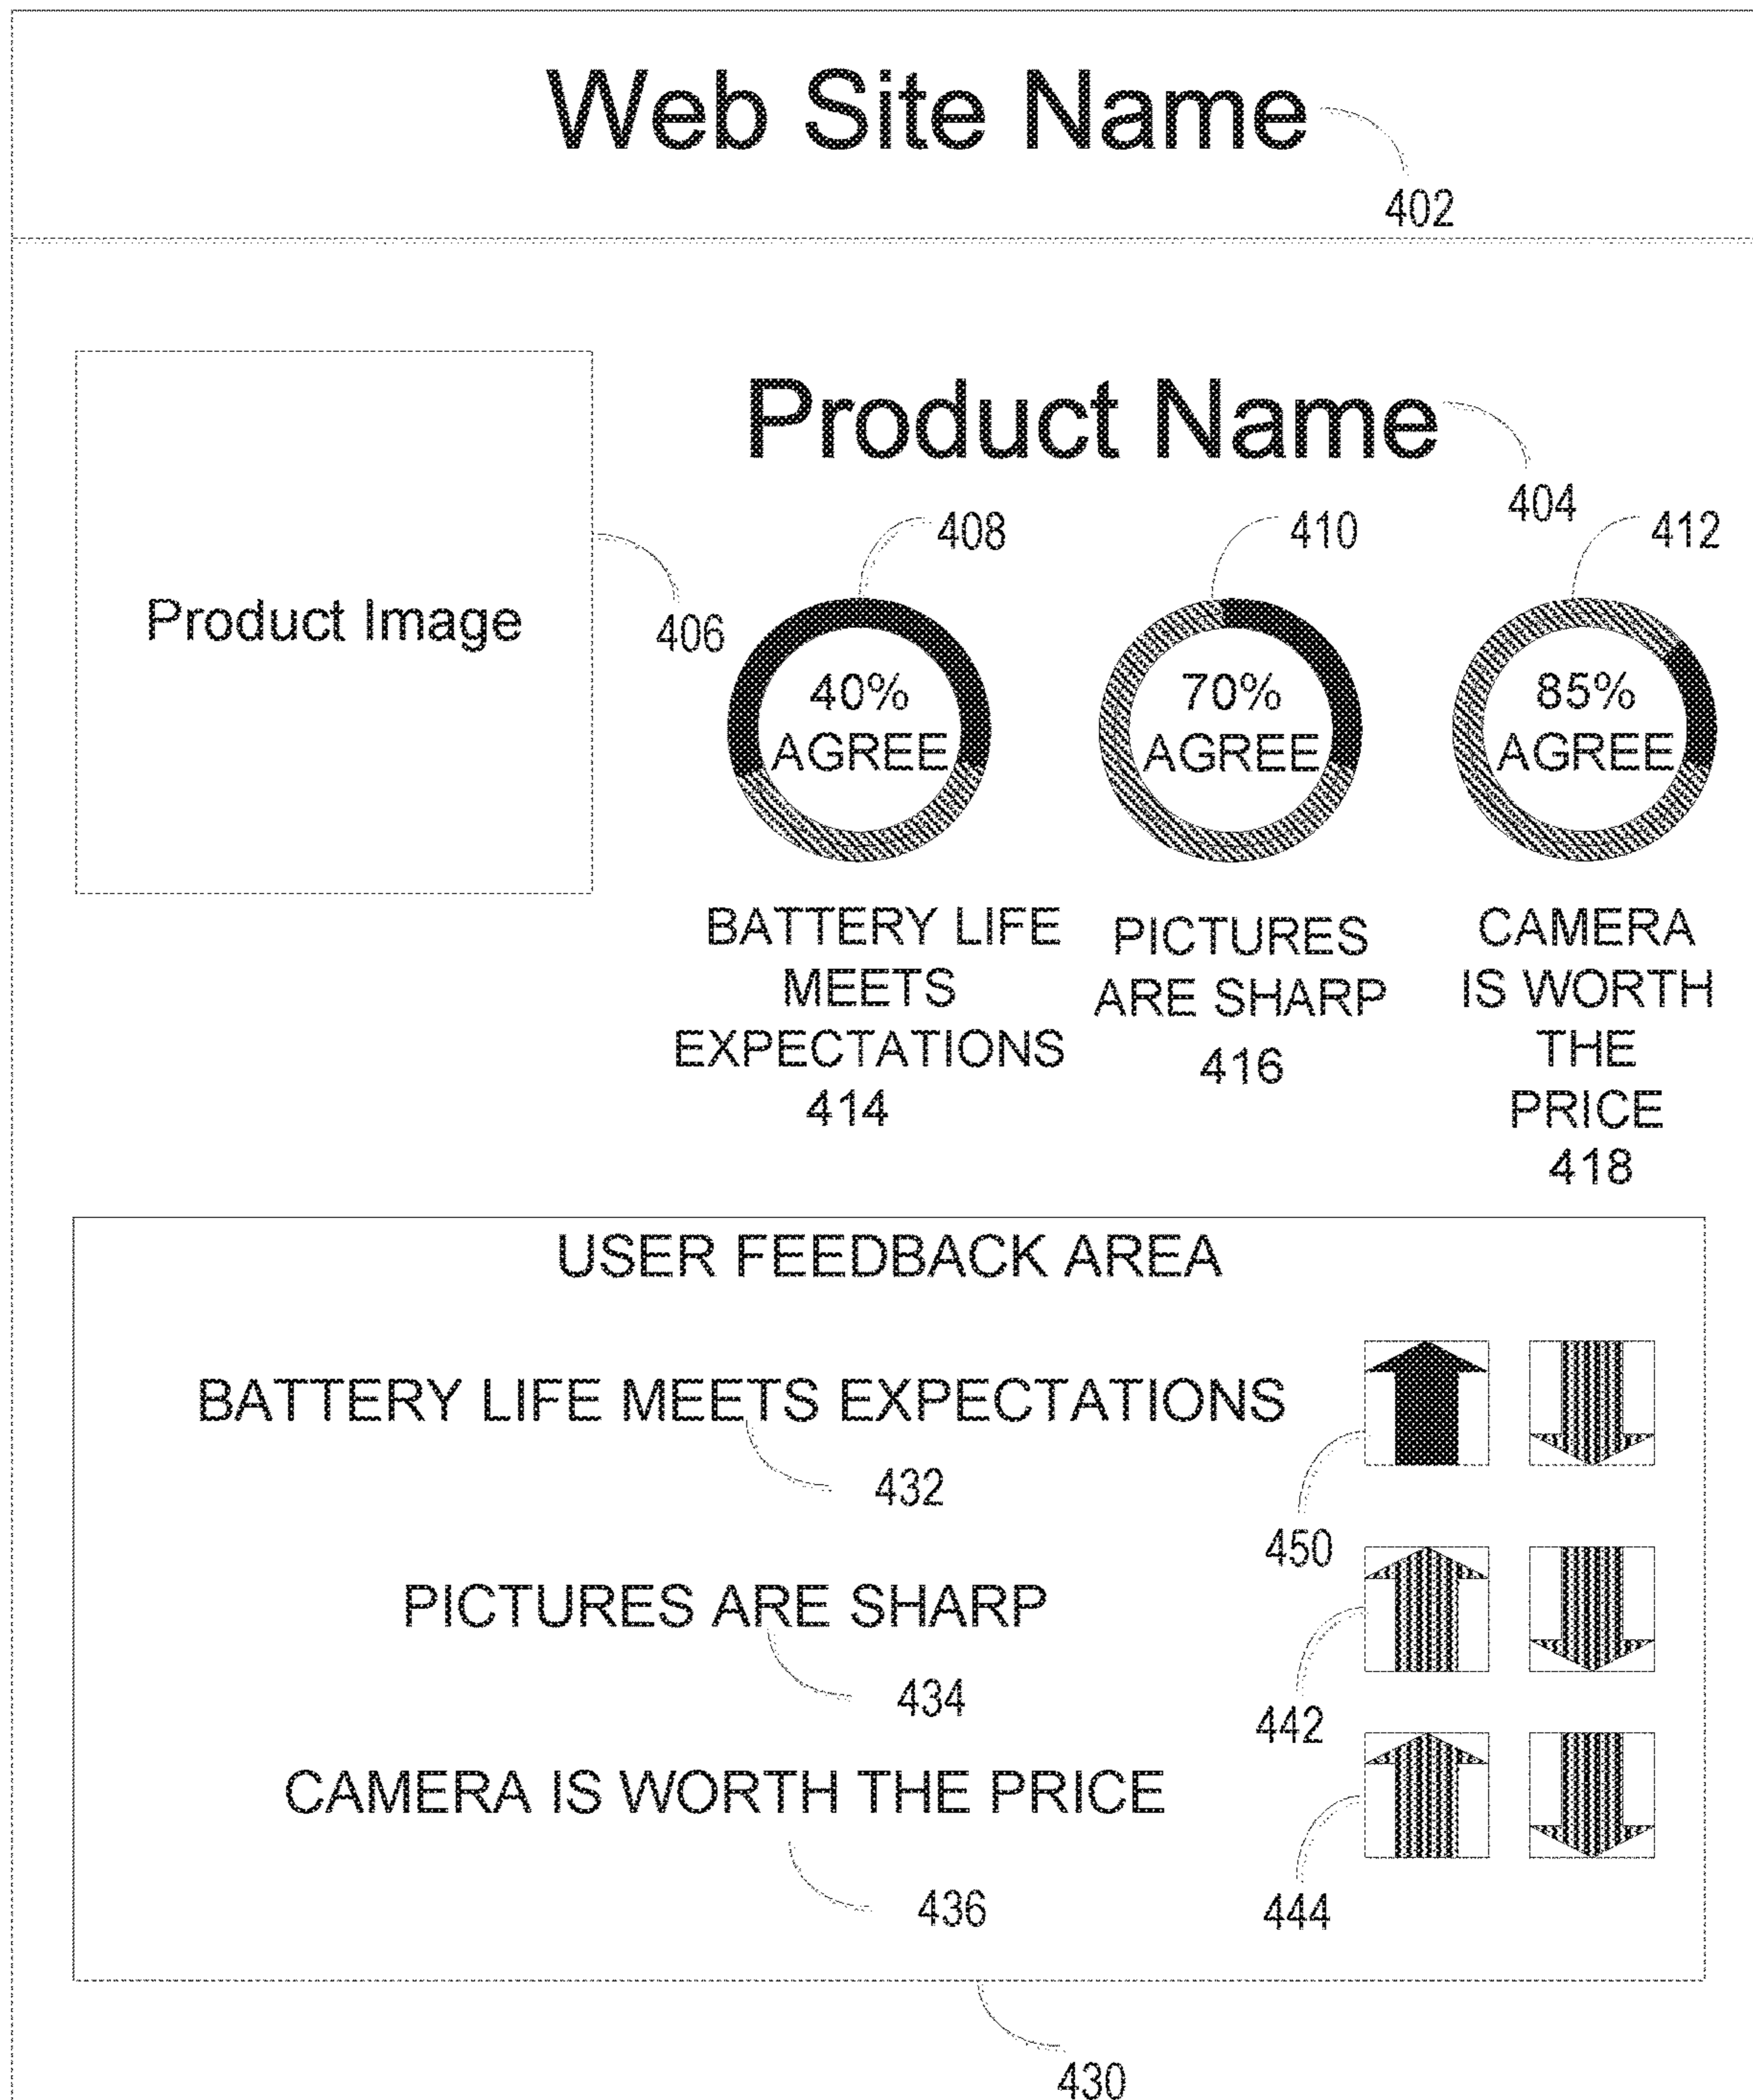 Web Site Name
402
Product Name
404
408
410
412
Product Image
406
40%
AGREE
70%
AGREE
85%
AGREE
BATTERY LIFE
MEETS
EXPECTATIONS
414
PICTURES
ARE SHARP
416
CAMERA
IS WORTH
THE
PRICE
418
USER FEEDBACK AREA
BATTERY LIFE MEETS EXPECTATIONS
432
450
PICTURES ARE SHARP
434
442
CAMERA IS WORTH THE PRICE
436
444
430